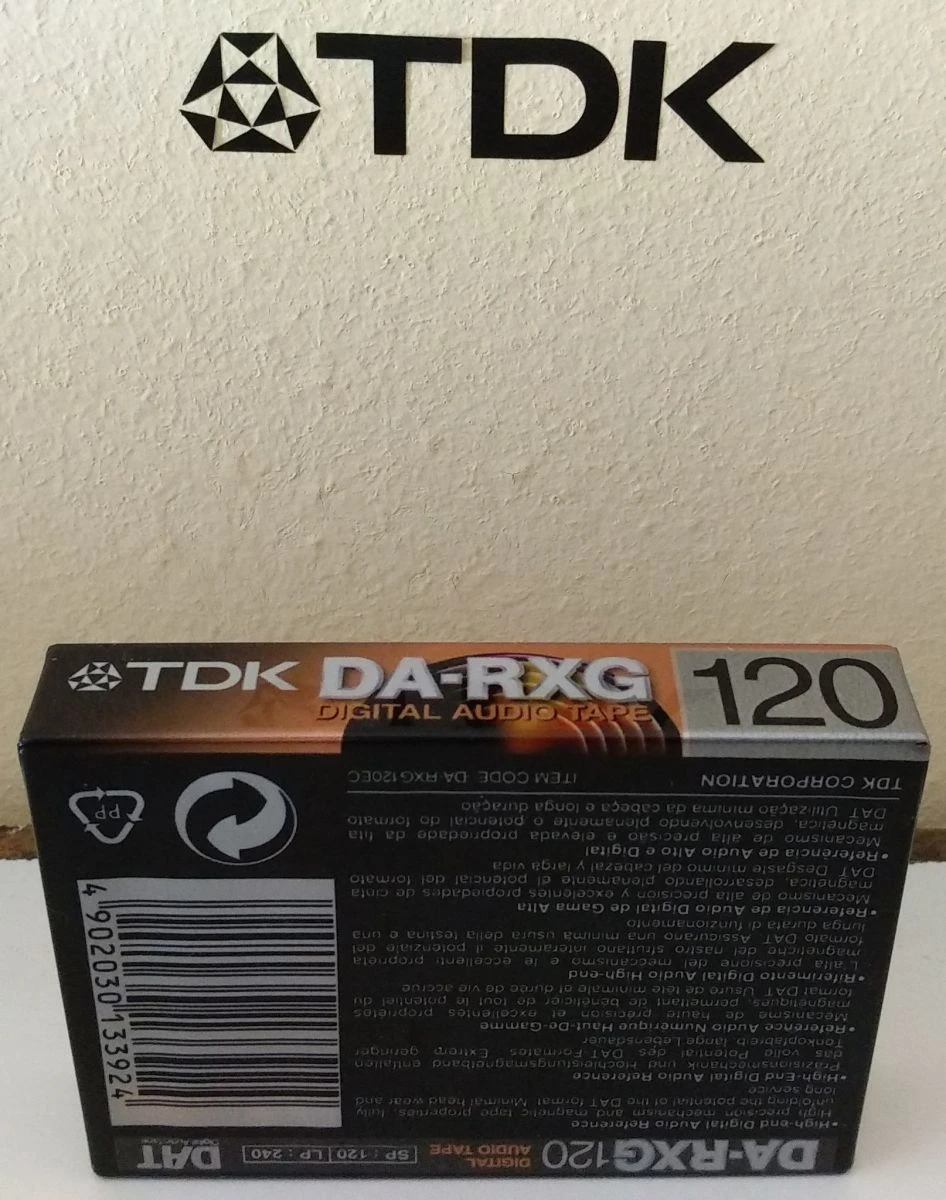 TDK
TDK DA-RXG 120
DIGITAL AUDIO TAPE
DA-RXG120 DIGITAL AUDIO TAPE SP : 120 LP : 240 DAT
Digital Audio Tape
•High-End Digital Audio Reference
High precision mechanism and magnetic tape properties, fully
unfolding the potential of the DAT format. Minimal head wear and
long service
•High-End Digital Audio Reference
Präzisionsmechanik und Hochleistungsmagnetband entfalten
das volle Potential des DAT-Formates. Extrem geringer
Tonkopfabrieb lange Lebensdauer
•Référence Audio Numérique Haut-De-Gamme
Mécanisme de haute précision et excellentes propriétés
magnétiques, permettant de bénéficier de tout le potentiel du
format DAT Usure de tête minimale et durée de vie accrue
•Riferimento Digital Audio High-end
L'alta precisione del meccanismo e le eccellenti proprietà
magnetiche del nastro sfruttano interamente il potenziale del
formato DAT Assicurano una minima usura della testina e una
lunga durata di funzionamento
•Referencia de Audio Digital de Gama Alta
Mecanismo de alta precisión y excelentes propiedades de cinta
magnética, desarrollando plenamente el potencial del formato
DAT Desgaste mínimo del cabezal y larga vida
•Referência de Audio Alto e Digital
Mecanismo de alta precisão e elevada propriedade da fita
magnética, desenvolvendo plenamente o potencial do formato
DAT Utilização mínima da cabeça e longa duração
TDK CORPORATION ITEM CODE DA-RXG120EC
PP
4 902030 133924